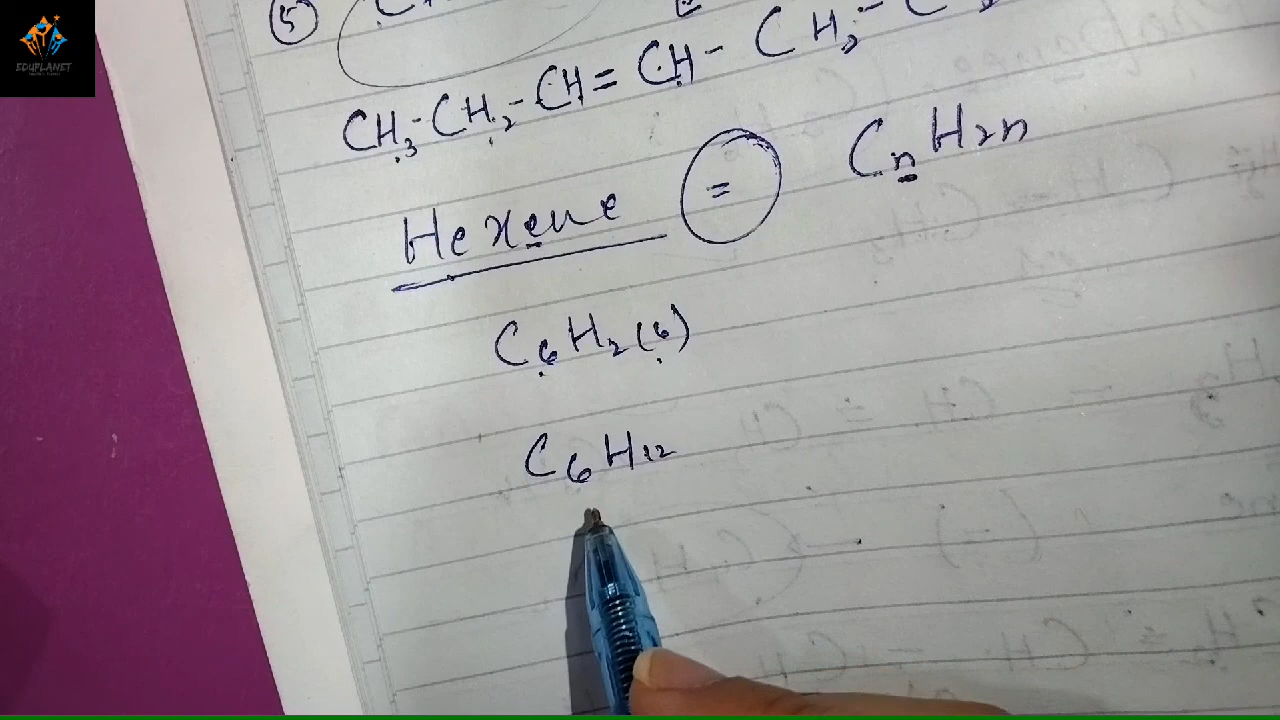 EDUPLANET
(5) C
CH3-CH2-CH=CH-CH2-C
Hexene = CnH2n
C6H2(6)
C6H12